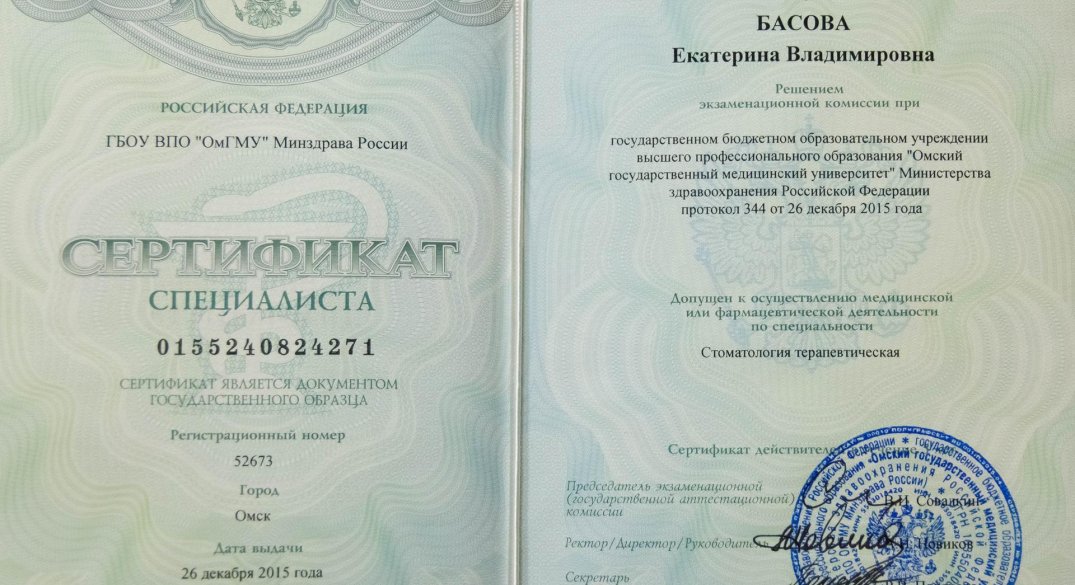 РОССИЙСКАЯ ФЕДЕРАЦИЯ
ГБОУ ВПО "ОмГМУ" Минздрава России
СЕРТИФИКАТ
СПЕЦИАЛИСТА
0155240824271
СЕРТИФИКАТ ЯВЛЯЕТСЯ ДОКУМЕНТОМ
ГОСУДАРСТВЕННОГО ОБРАЗЦА
Регистрационный номер
52673
Город
Омск
Дата выдачи
26 декабря 2015 года
БАСОВА
Екатерина Владимировна
Решением
экзаменационной комиссии при
государственном бюджетном образовательном учреждении
высшего профессионального образования "Омский
государственный медицинский университет" Министерства
здравоохранения Российской Федерации
протокол 344 от 26 декабря 2015 года
Допущен к осуществлению медицинской
или фармацевтической деятельности
по специальности
Стоматология терапевтическая
Сертификат действителен
Председатель экзаменационной
(государственной аттестационной)
комиссии
В.И. Совалкин
Ректор/Директор/Руководитель
Новиков
Секретарь